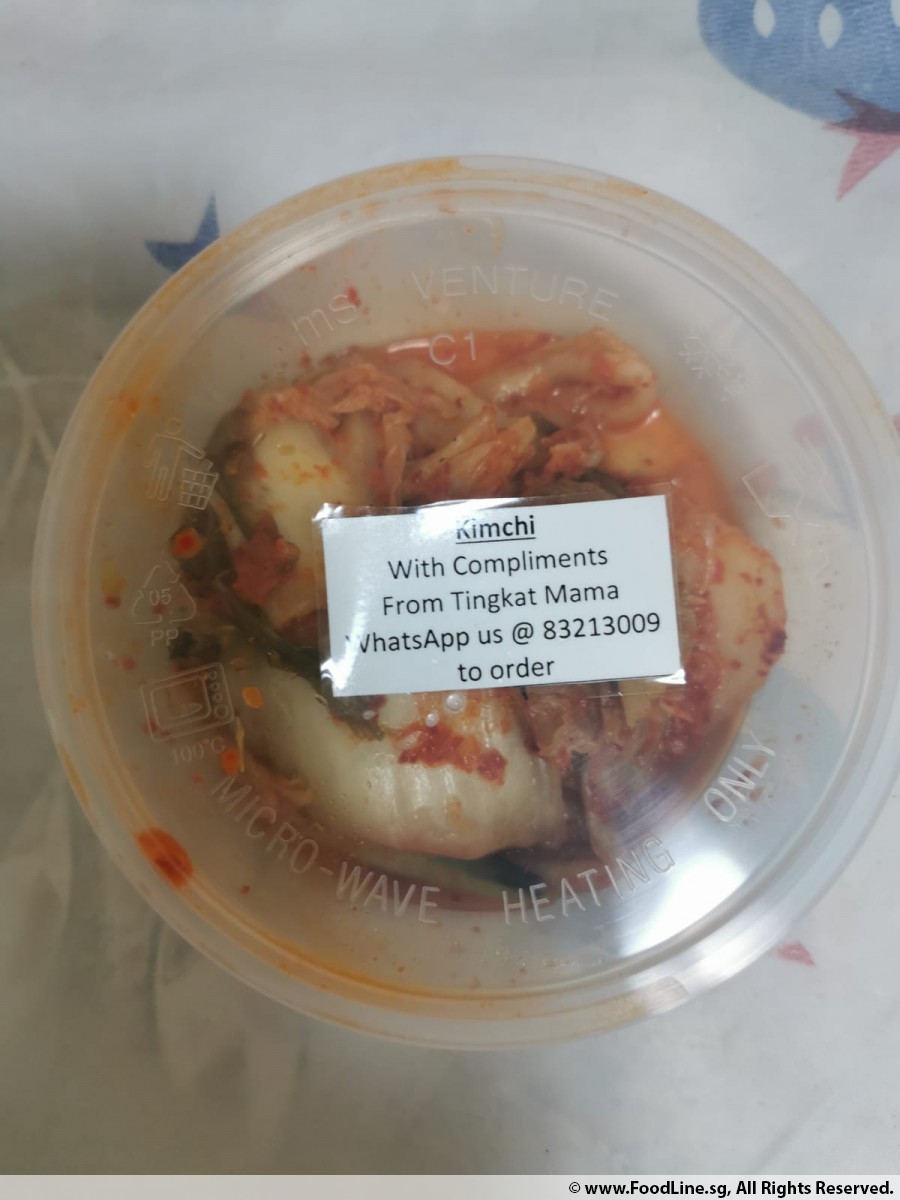 ms VENTURE
C1
Kimchi
With Compliments
From Tingkat Mama
WhatsApp us @ 83213009
to order
05
PP
100°C
MICRO-WAVE HEATING ONLY
© www.FoodLine.sg, All Rights Reserved.